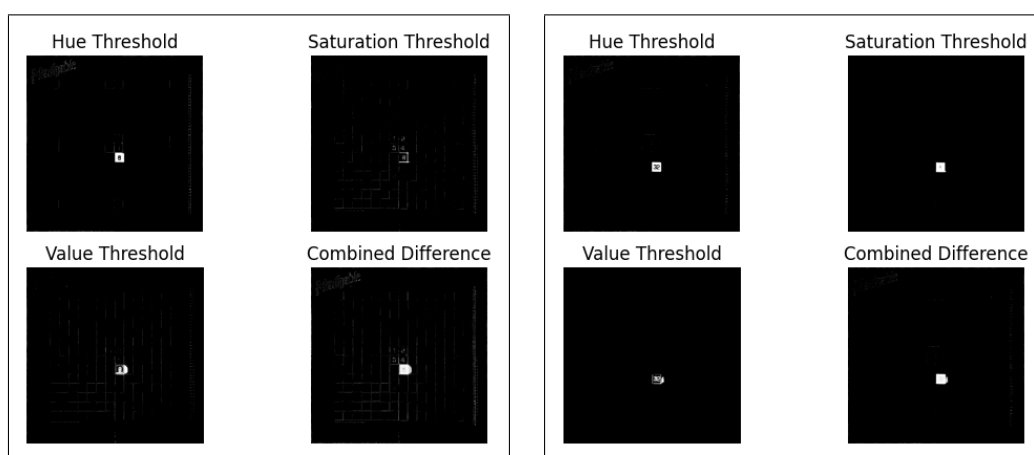 Hue Threshold
Saturation Threshold
Value Threshold
Combined Difference
Hue Threshold
Saturation Threshold
Value Threshold
Combined Difference